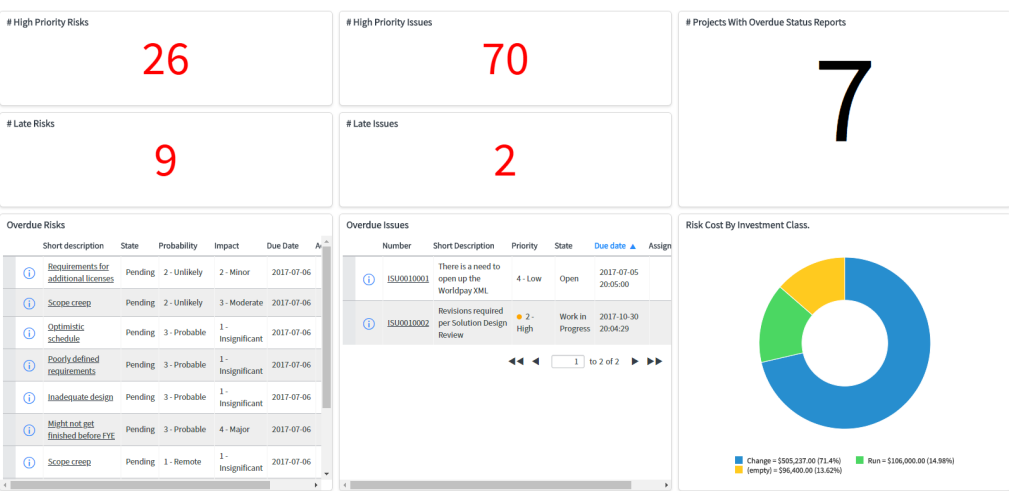 # High Priority Risks
26
# High Priority Issues
70
# Projects With Overdue Status Reports
7
# Late Risks
9
# Late Issues
2
Overdue Risks
Short description State Probability Impact Due Date
Requirements for
additional licenses
Pending 2 - Unlikely 2 - Minor 2017-07-06
Scope creep Pending 2 - Unlikely 3 - Moderate 2017-07-06
Optimistic
schedule
Pending 3 - Probable 1 -
Insignificant
2017-07-06
Poorly defined
requirements
Pending 3 - Probable 1 -
Insignificant
2017-07-06
Inadequate design Pending 3 - Probable 1 -
Insignificant
2017-07-06
Might not get
finished before FYE
Pending 3 - Probable 4 - Major 2017-07-06
Scope creep Pending 1 - Remote 1 -
Insignificant
2017-07-06
Overdue Issues
Number Short Description Priority State Due date ▲ Assign
ISU0010001
There is a need to
open up the
Worldpay XML
4 - Low Open 2017-07-05
20:05:00
ISU0010002
Revisions required
per Solution Design
Review
2 -
High
Work in
Progress
2017-10-30
20:04:29
1 to 2 of 2
Risk Cost By Investment Class.
Change = $505,237.00 (71.4%) Run = $106,000.00 (14.98%)
(empty) = $96,400.00 (13.62%)